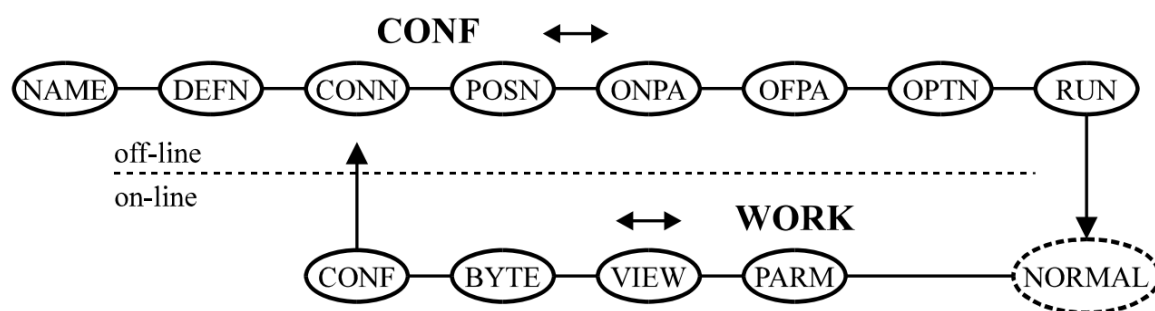 CONF
NAME DEFN CONN POSN ONPA OFPA OPTN RUN
off-line
on-line
WORK
CONF BYTE VIEW PARM NORMAL